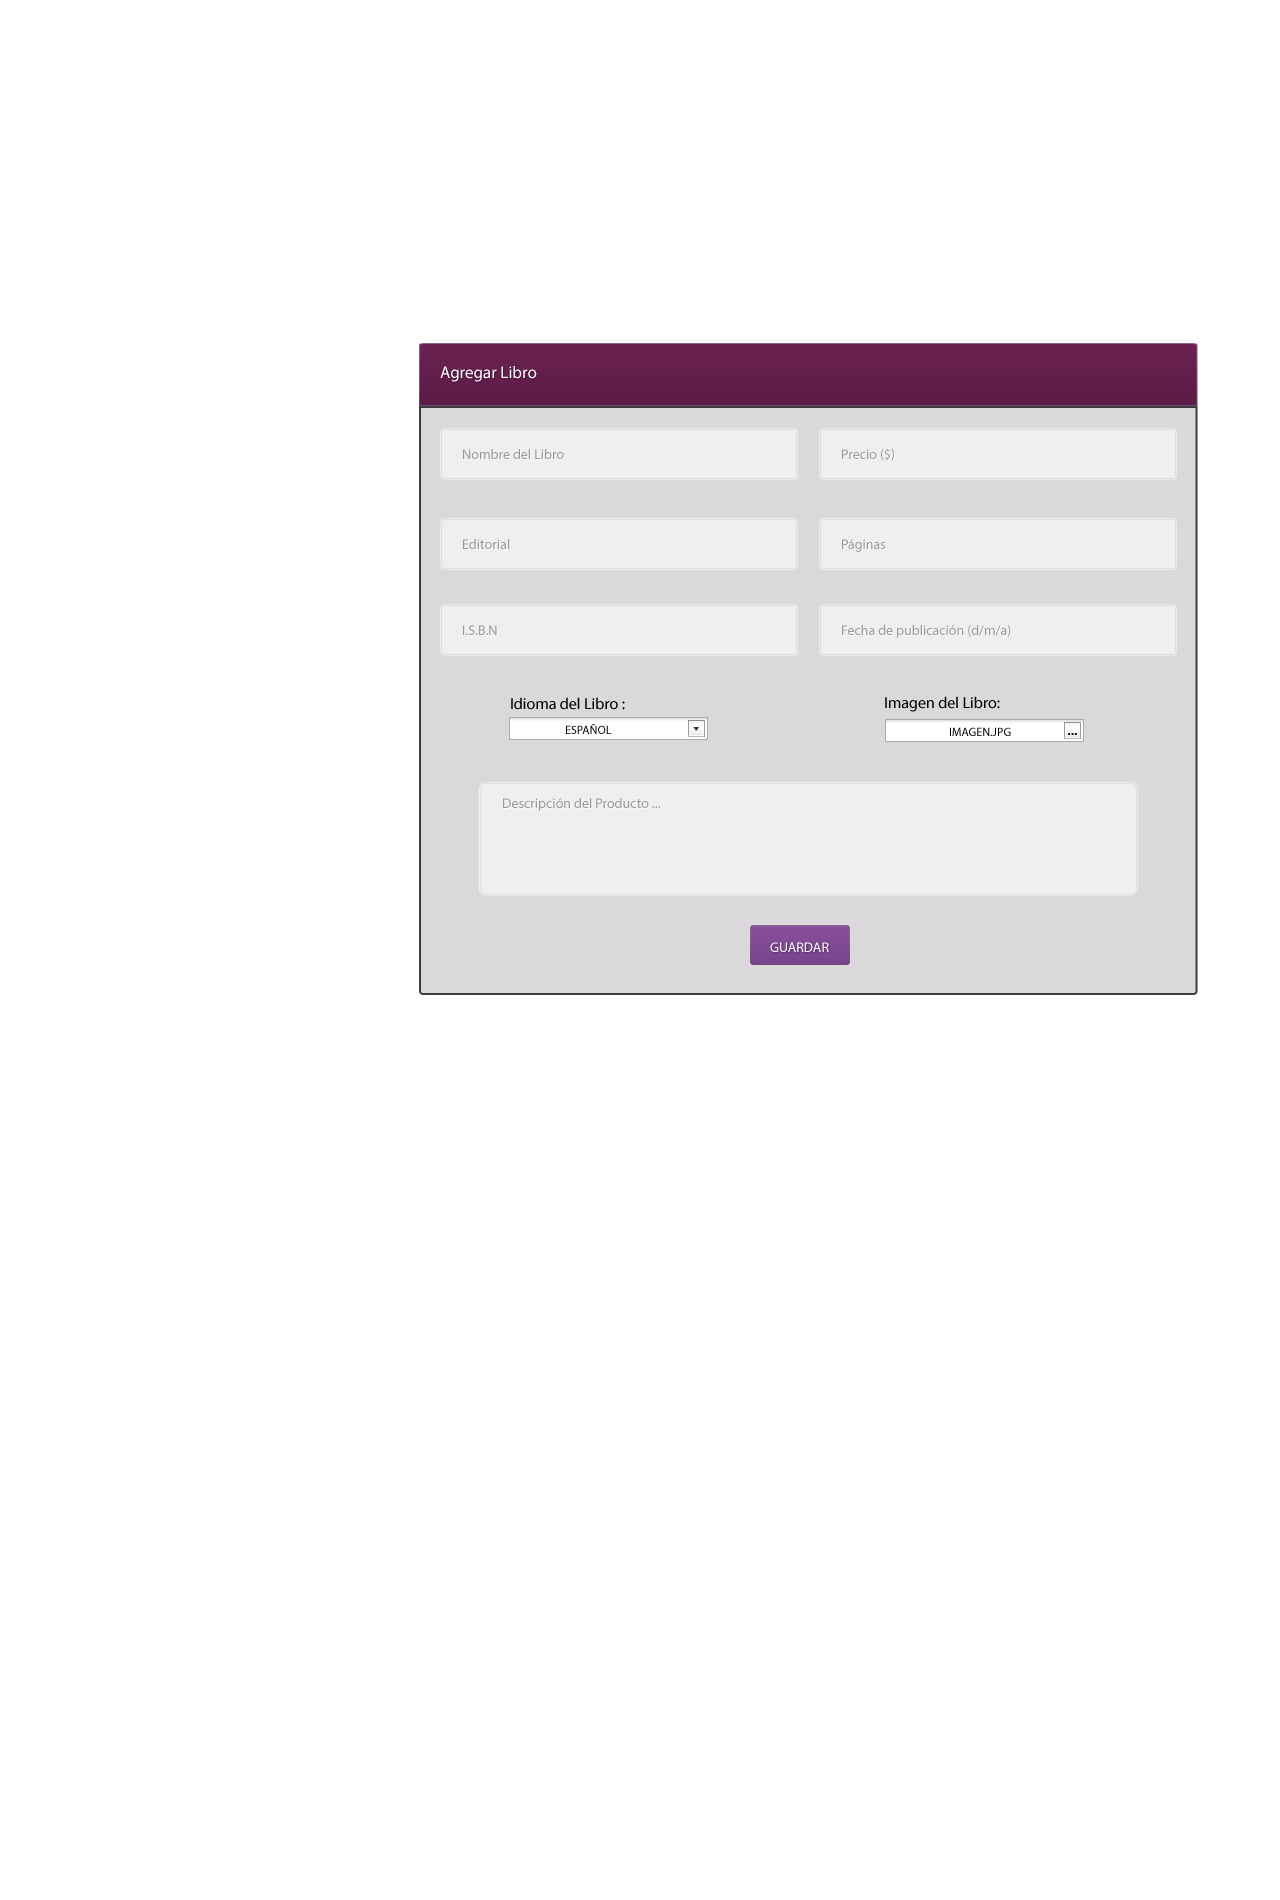 Agregar Libro
Nombre del Libro
Precio ($)
Editorial
Páginas
I.S.B.N
Fecha de publicación (d/m/a)
Idioma del Libro :
Imagen del Libro:
ESPAÑOL
IMAGEN.JPG
...
Descripción del Producto ...
GUARDAR